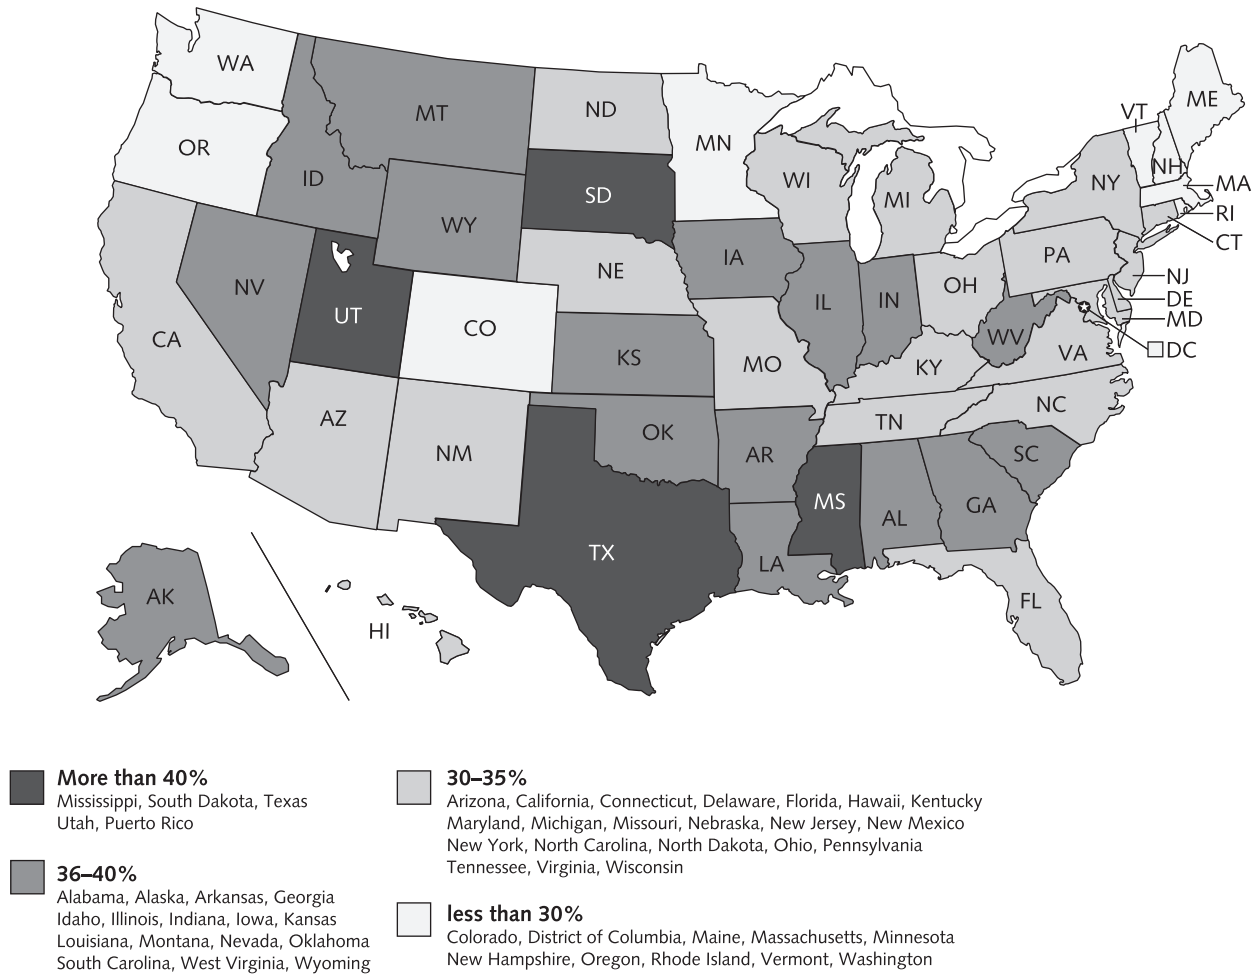 WA
OR
MT
ID
WY
ND
SD
MN
WI
MI
NY
VT
NH
ME
MA
RI
CT
NJ
DE
MD
DC
PA
OH
WV
VA
NC
SC
GA
FL
AL
MS
TN
KY
IN
IL
IA
MO
AR
LA
TX
OK
KS
NE
CO
UT
NV
CA
AZ
NM
AK
HI
More than 40%
Mississippi, South Dakota, Texas
Utah, Puerto Rico
36–40%
Alabama, Alaska, Arkansas, Georgia
Idaho, Illinois, Indiana, Iowa, Kansas
Louisiana, Montana, Nevada, Oklahoma
South Carolina, West Virginia, Wyoming
30–35%
Arizona, California, Connecticut, Delaware, Florida, Hawaii, Kentucky
Maryland, Michigan, Missouri, Nebraska, New Jersey, New Mexico
New York, North Carolina, North Dakota, Ohio, Pennsylvania
Tennessee, Virginia, Wisconsin
less than 30%
Colorado, District of Columbia, Maine, Massachusetts, Minnesota
New Hampshire, Oregon, Rhode Island, Vermont, Washington